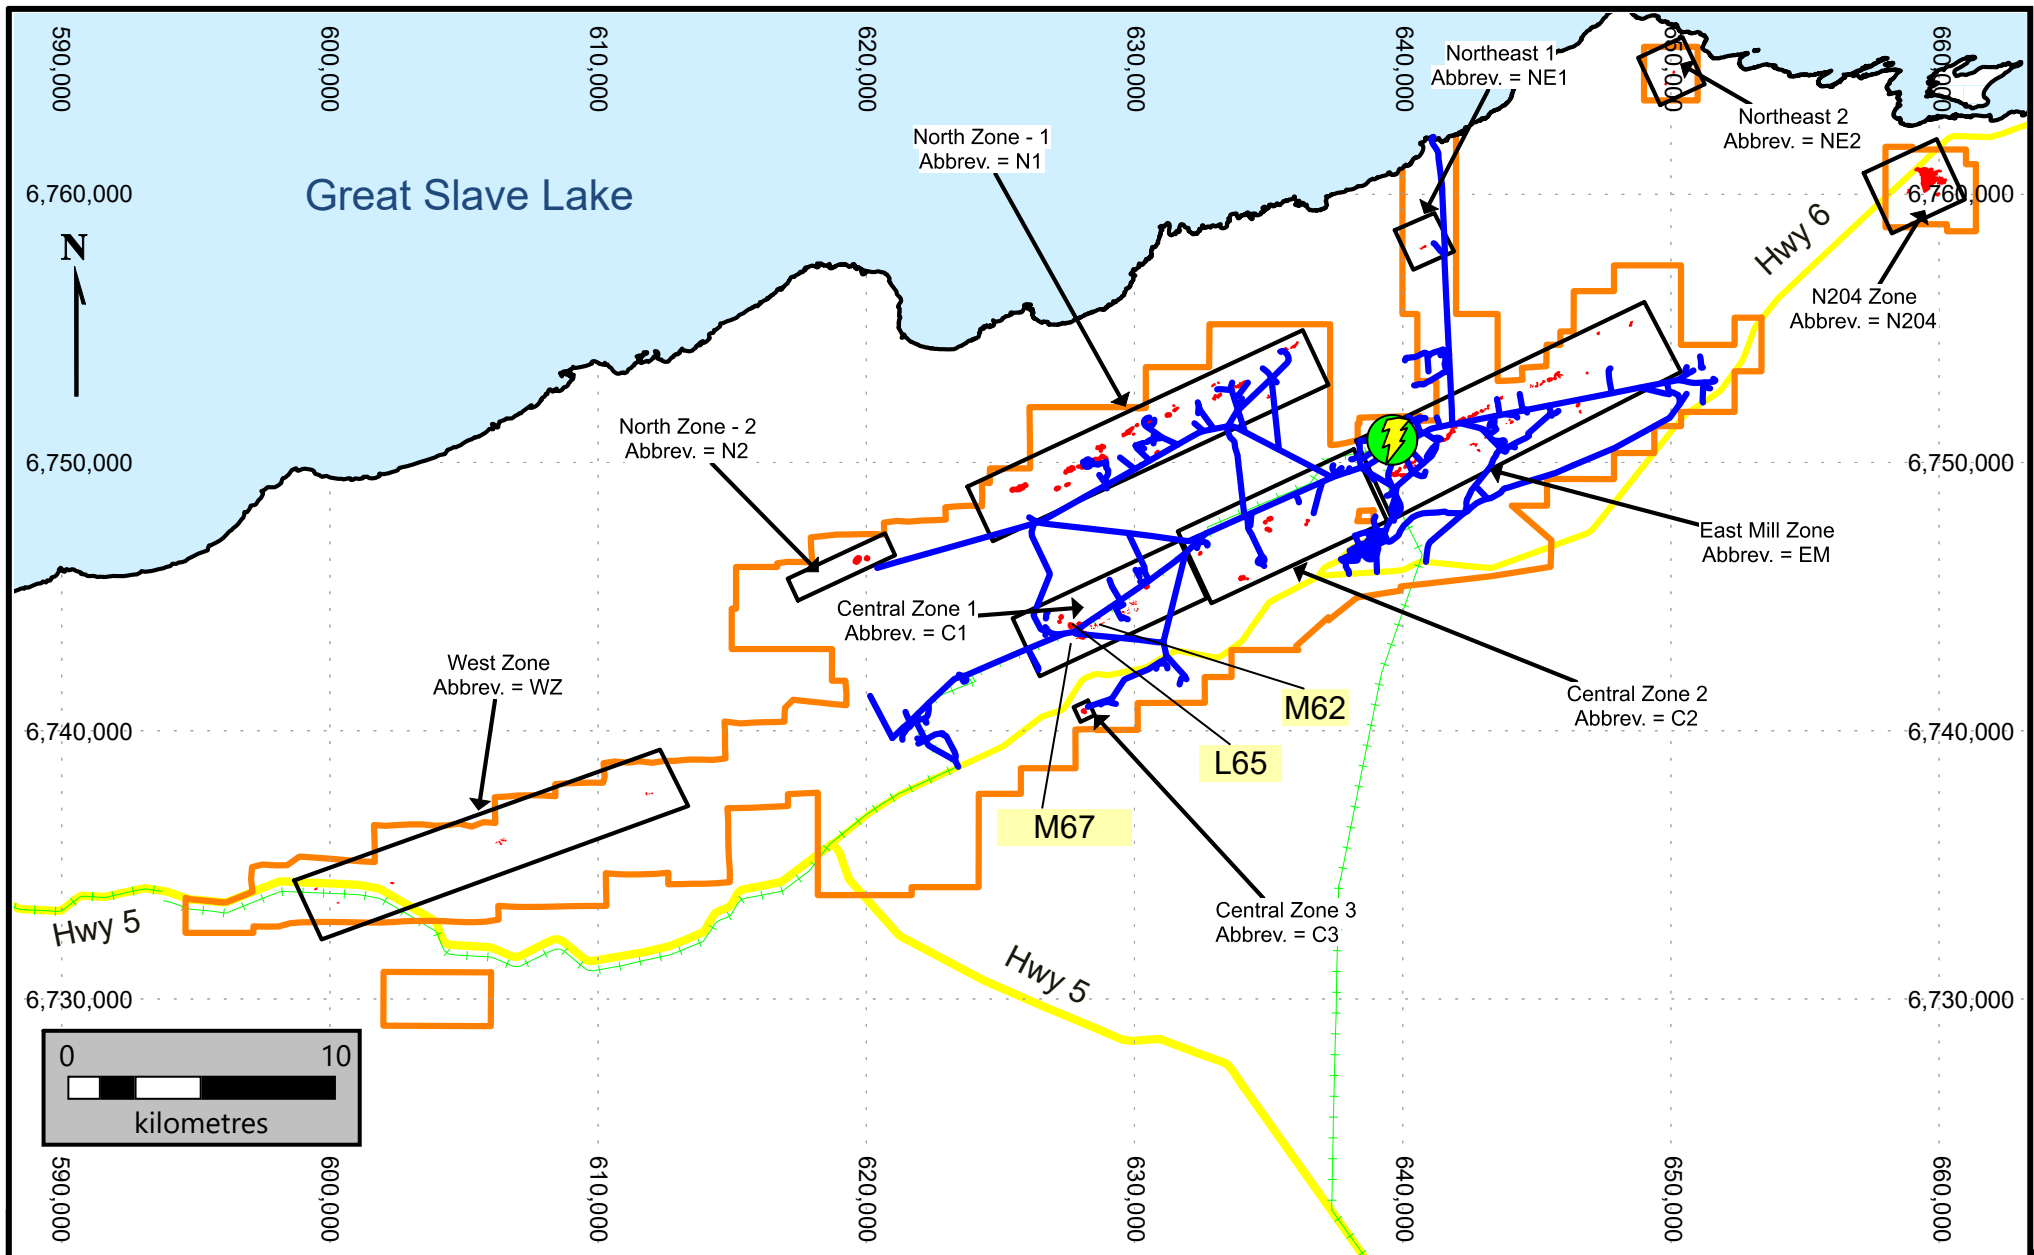 590,000
600,000
610,000
620,000
630,000
640,000
650,000
660,000
Northeast 1
Abbrev. = NE1
Northeast 2
Abbrev. = NE2
North Zone - 1
Abbrev. = N1
6,760,000
Great Slave Lake
6,760,000
N
Hwy 6
N204 Zone
Abbrev. = N204
North Zone - 2
Abbrev. = N2
6,750,000
6,750,000
East Mill Zone
Abbrev. = EM
Central Zone 1
Abbrev. = C1
West Zone
Abbrev. = WZ
Central Zone 2
Abbrev. = C2
M62
6,740,000
6,740,000
L65
M67
Central Zone 3
Abbrev. = C3
Hwy 5
Hwy 5
6,730,000
6,730,000
0 10
kilometres
590,000
600,000
610,000
620,000
630,000
640,000
650,000
660,000